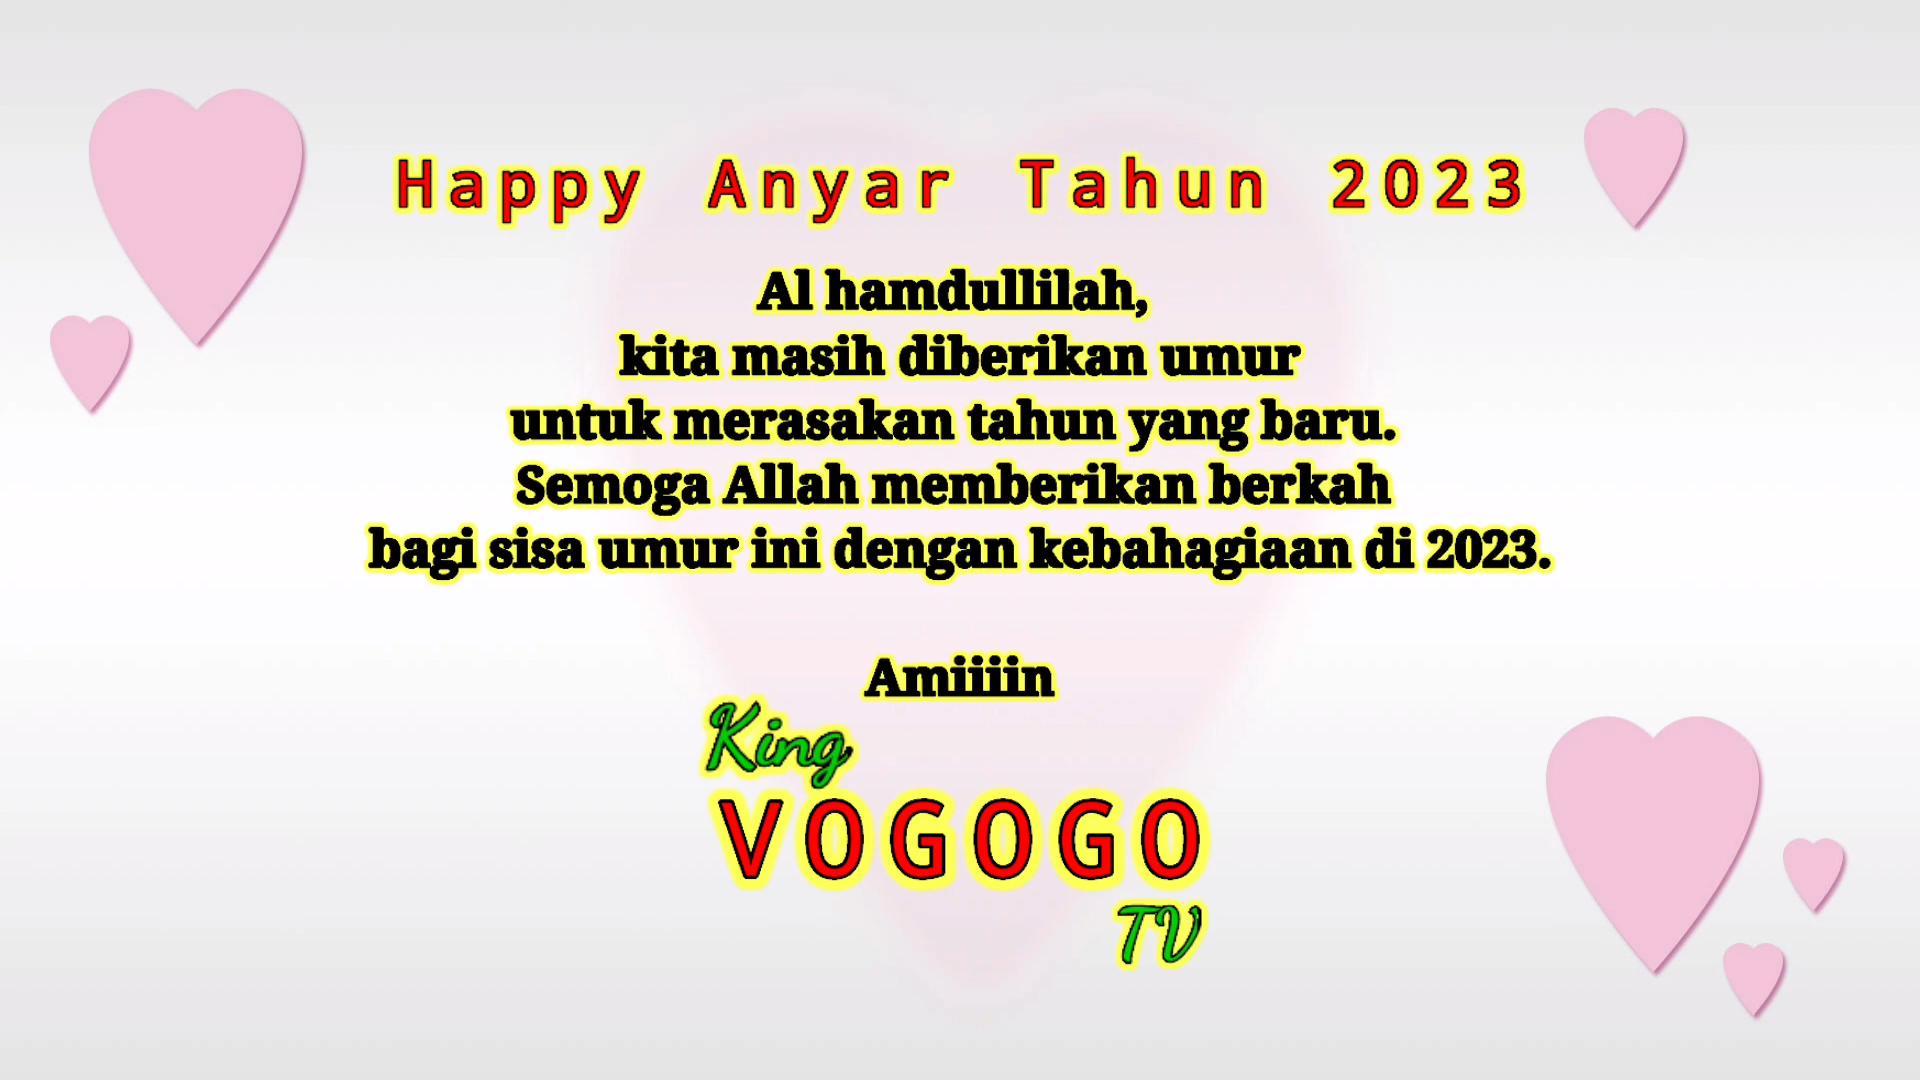 Happy Anyar Tahun 2023
Al hamdullilah,
kita masih diberikan umur
untuk merasakan tahun yang baru.
Semoga Allah memberikan berkah
bagi sisa umur ini dengan kebahagiaan di 2023.
Amiiiin
King
VOGOGO
TV